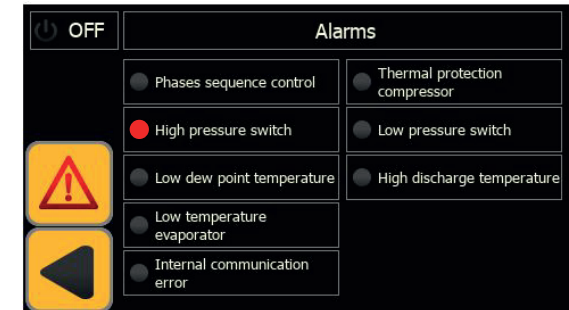 OFF
Alarms
Phases sequence control
Thermal protection
compressor
High pressure switch
Low pressure switch
Low dew point temperature
High discharge temperature
Low temperature
evaporator
Internal communication
error